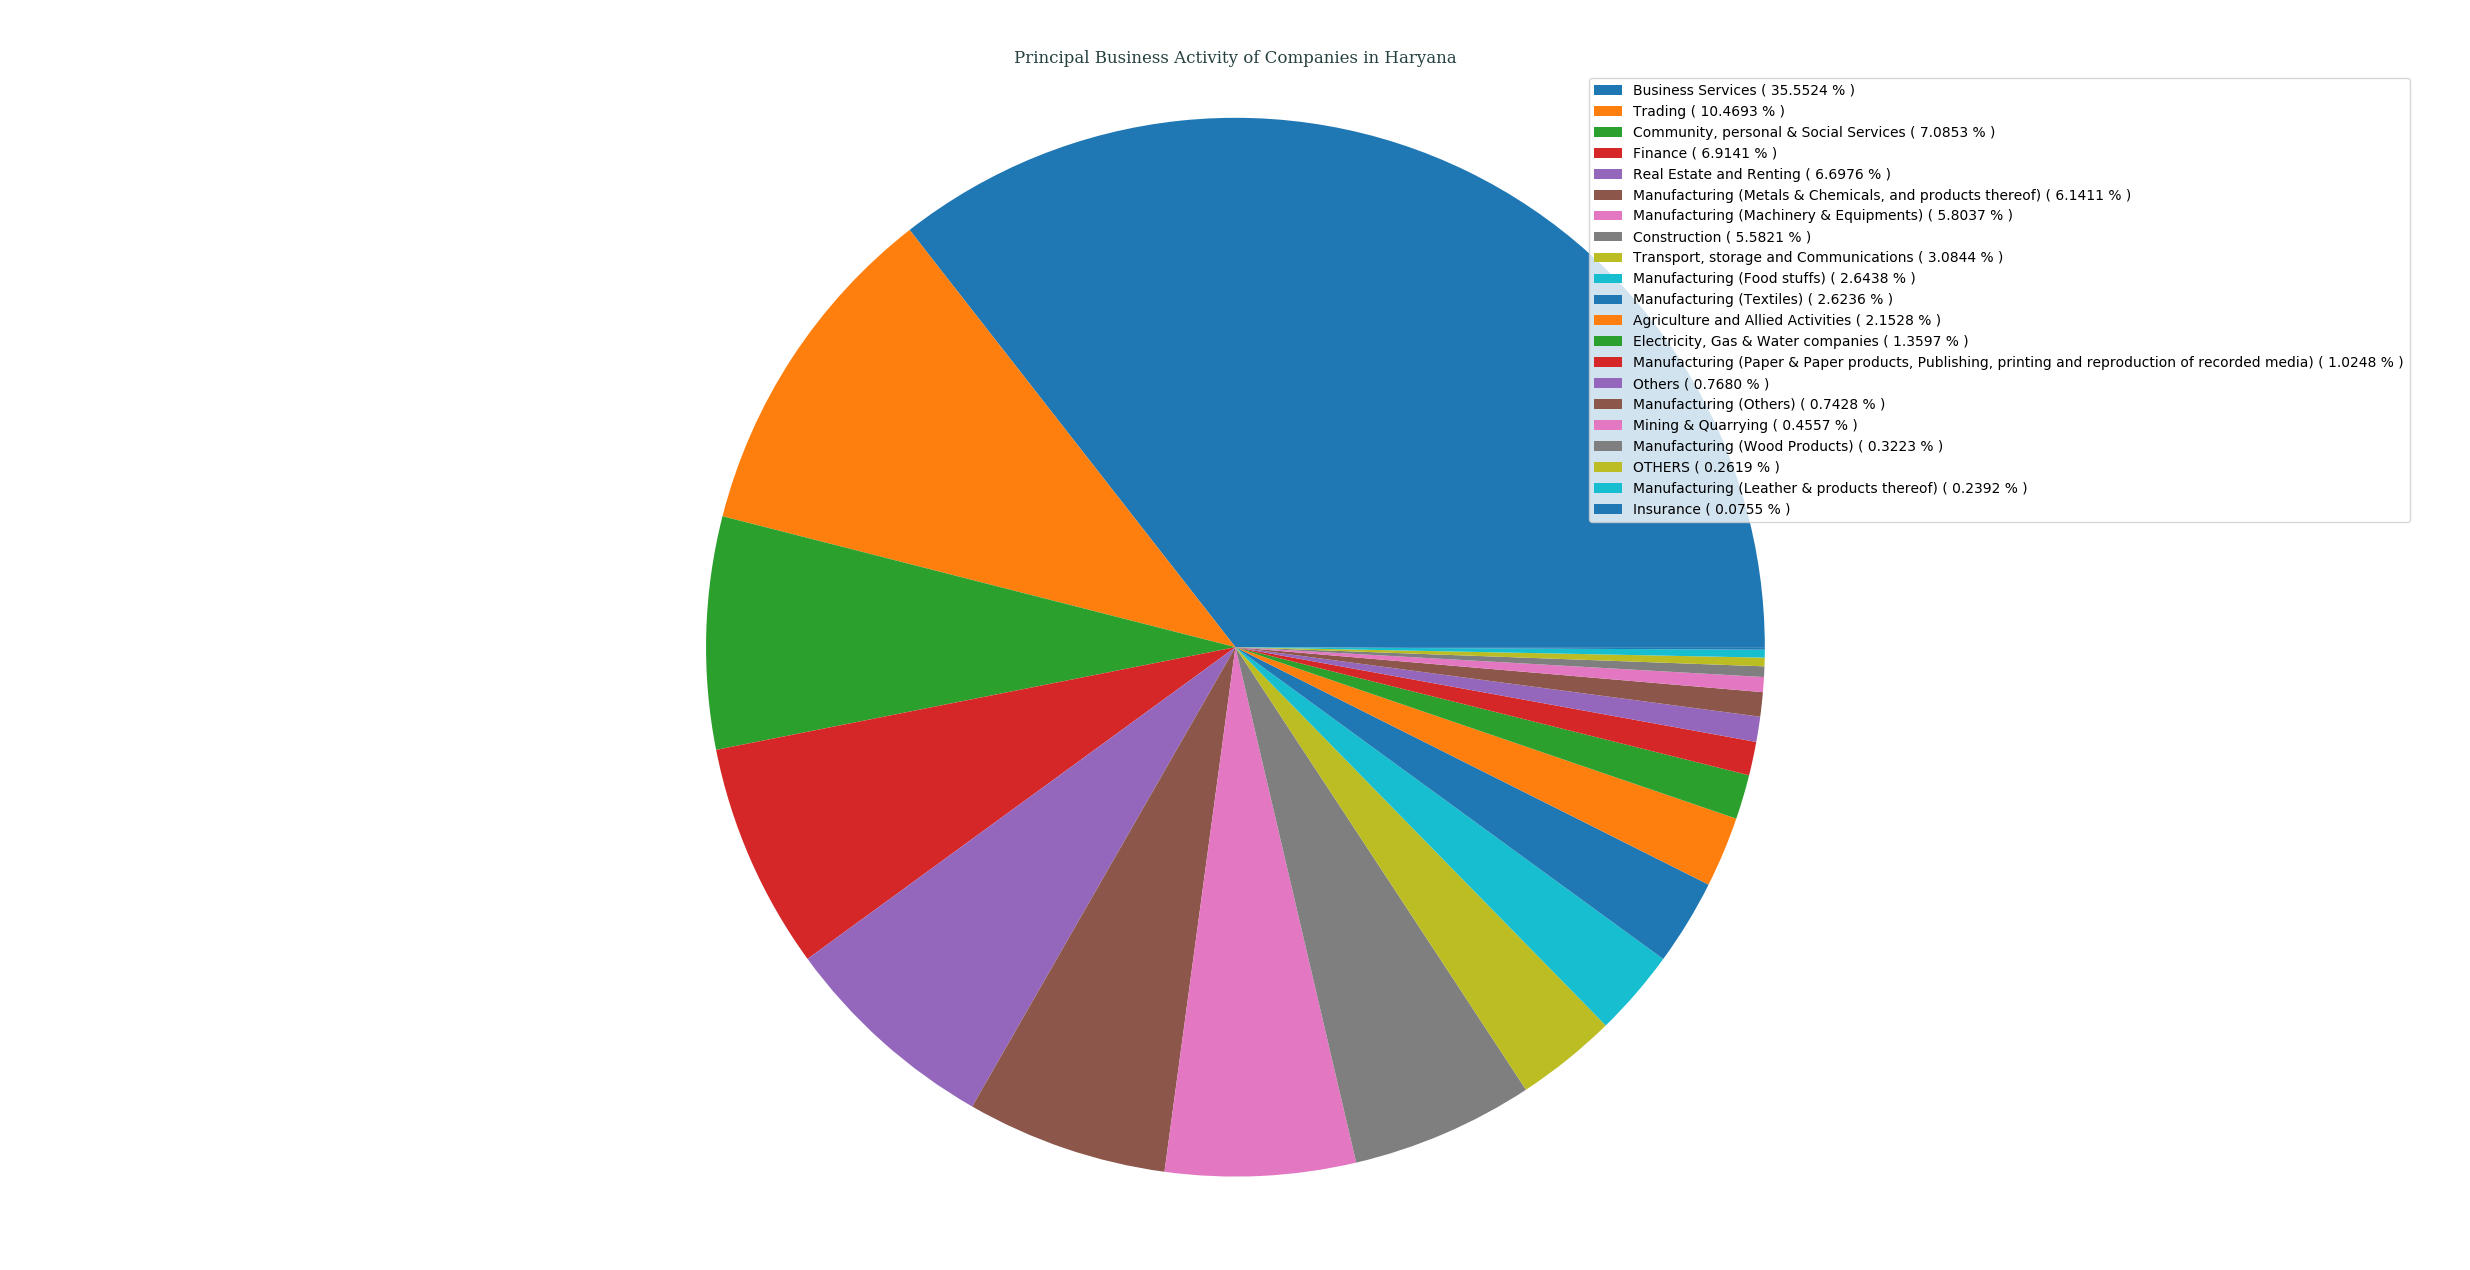 Principal Business Activity of Companies in Haryana
Business Services ( 35.5524 % )
Trading ( 10.4693 % )
Community, personal & Social Services ( 7.0853 % )
Finance ( 6.9141 % )
Real Estate and Renting ( 6.6976 % )
Manufacturing (Metals & Chemicals, and products thereof) ( 6.1411 % )
Manufacturing (Machinery & Equipments) ( 5.8037 % )
Construction ( 5.5821 % )
Transport, storage and Communications ( 3.0844 % )
Manufacturing (Food stuffs) ( 2.6438 % )
Manufacturing (Textiles) ( 2.6236 % )
Agriculture and Allied Activities ( 2.1528 % )
Electricity, Gas & Water companies ( 1.3597 % )
Manufacturing (Paper & Paper products, Publishing, printing and reproduction of recorded media) ( 1.0248 % )
Others ( 0.7680 % )
Manufacturing (Others) ( 0.7428 % )
Mining & Quarrying ( 0.4557 % )
Manufacturing (Wood Products) ( 0.3223 % )
OTHERS ( 0.2619 % )
Manufacturing (Leather & products thereof) ( 0.2392 % )
Insurance ( 0.0755 % )